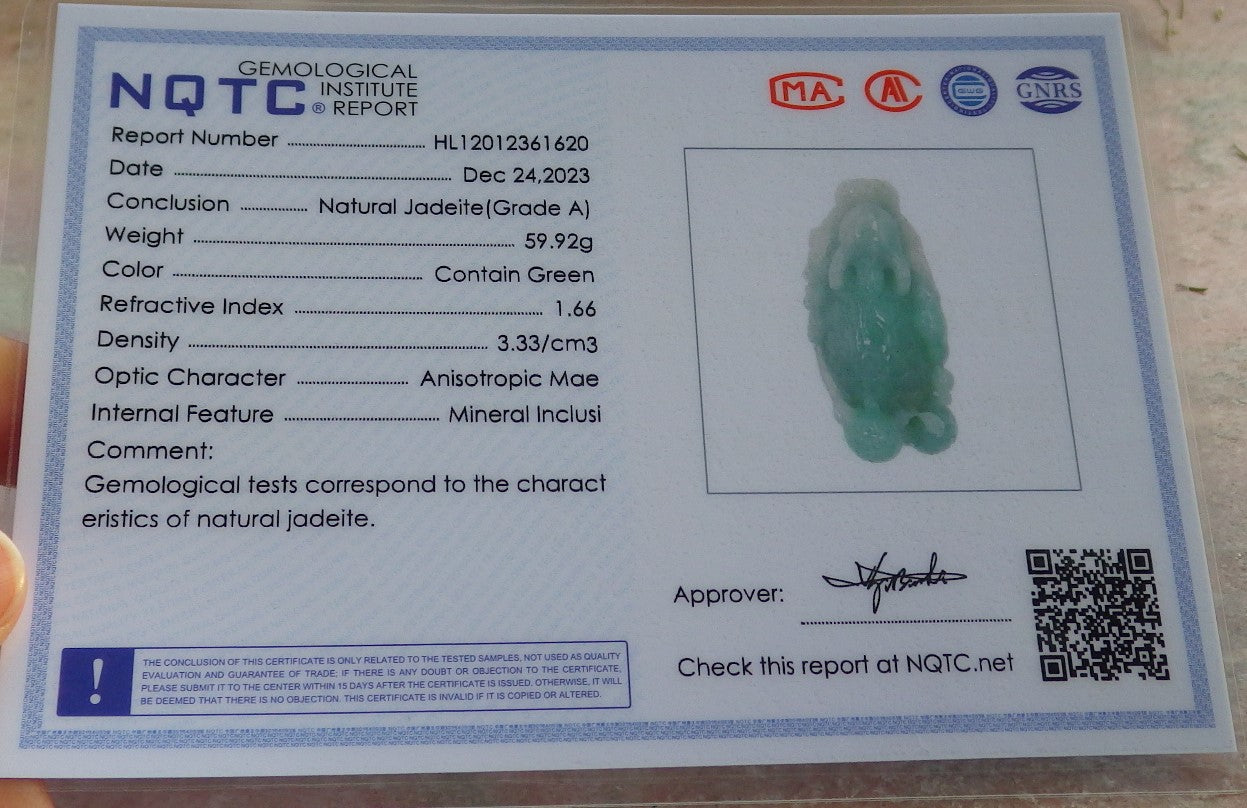 NQTC® GEMOLOGICAL INSTITUTE REPORT
MA
AL
GWG
GNRS
Report Number ........ HL12012361620
Date ........ Dec 24,2023
Conclusion ........ Natural Jadeite(Grade A)
Weight ........ 59.92g
Color ........ Contain Green
Refractive Index ........ 1.66
Density ........ 3.33/cm3
Optic Character ........ Anisotropic Mae
Internal Feature ........ Mineral Inclusi
Comment:
Gemological tests correspond to the charact
eristics of natural jadeite.
!
THE CONCLUSION OF THIS CERTIFICATE IS ONLY RELATED TO THE TESTED SAMPLES, NOT USED AS QUALITY
EVALUATION AND GUARANTEE OF TRADE; IF THERE IS ANY DOUBT OR OBJECTION TO THE CERTIFICATE,
PLEASE SUBMIT IT TO THE CENTER WITHIN 15 DAYS AFTER THE CERTIFICATE IS ISSUED. OTHERWISE, IT WILL
BE DEEMED THAT THERE IS NO OBJECTION. THIS CERTIFICATE IS INVALID IF IT IS COPIED OR ALTERED.
Approver:
Check this report at NQTC.net